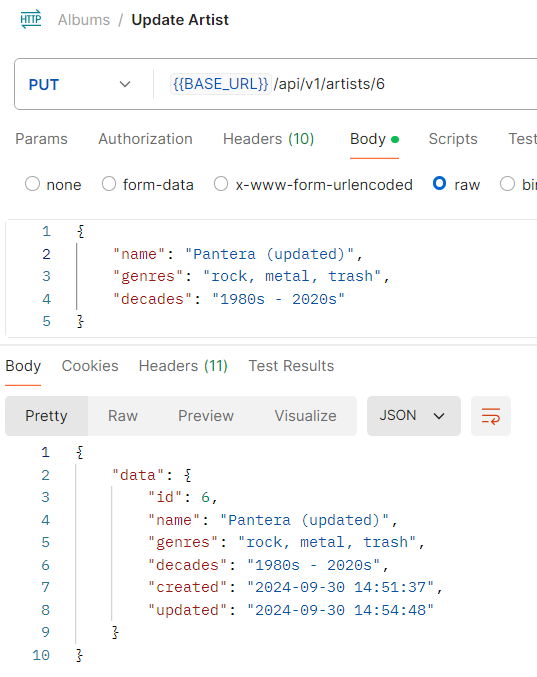 HTTP Albums / Update Artist
PUT {{BASE_URL}} /api/v1/artists/6
Params Authorization Headers (10) Body Scripts Test
none form-data x-www-form-urlencoded raw bin
1 {
2 "name": "Pantera (updated)",
3 "genres": "rock, metal, trash",
4 "decades": "1980s - 2020s"
5 }
Body Cookies Headers (11) Test Results
Pretty Raw Preview Visualize JSON
1 {
2 "data": {
3 "id": 6,
4 "name": "Pantera (updated)",
5 "genres": "rock, metal, trash",
6 "decades": "1980s - 2020s",
7 "created": "2024-09-30 14:51:37",
8 "updated": "2024-09-30 14:54:48"
9 }
10 }